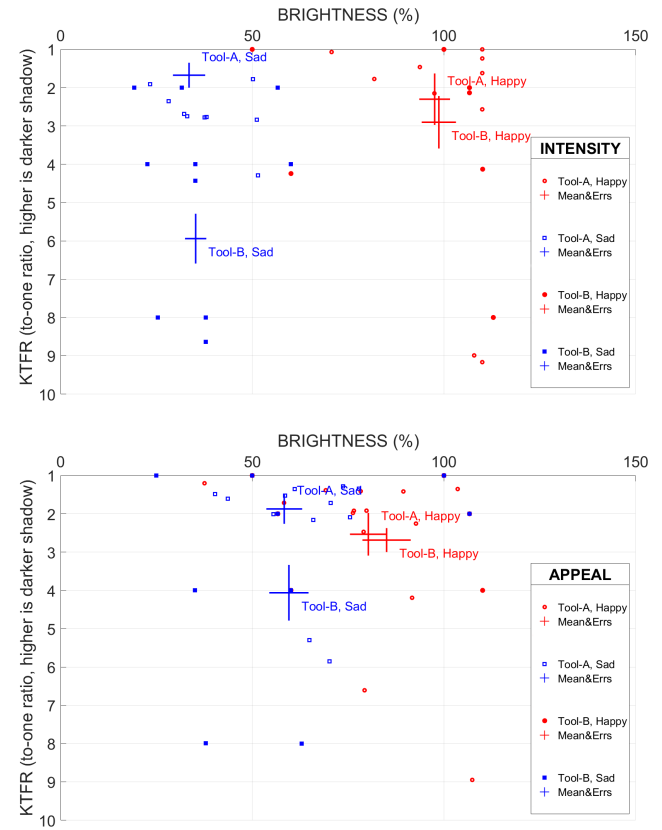 BRIGHTNESS (%)
0 50 100 150
KTFR (to-one ratio, higher is darker shadow)
1
2
3
4
5
6
7
8
9
10
Tool-A, Sad
Tool-A, Happy
Tool-B, Happy
Tool-B, Sad
INTENSITY
Tool-A, Happy
Mean&Errs
Tool-A, Sad
Mean&Errs
Tool-B, Happy
Mean&Errs
Tool-B, Sad
Mean&Errs
BRIGHTNESS (%)
0 50 100 150
KTFR (to-one ratio, higher is darker shadow)
1
2
3
4
5
6
7
8
9
10
Tool-A, Sad
Tool-A, Happy
Tool-B, Happy
Tool-B, Sad
APPEAL
Tool-A, Happy
Mean&Errs
Tool-A, Sad
Mean&Errs
Tool-B, Happy
Mean&Errs
Tool-B, Sad
Mean&Errs